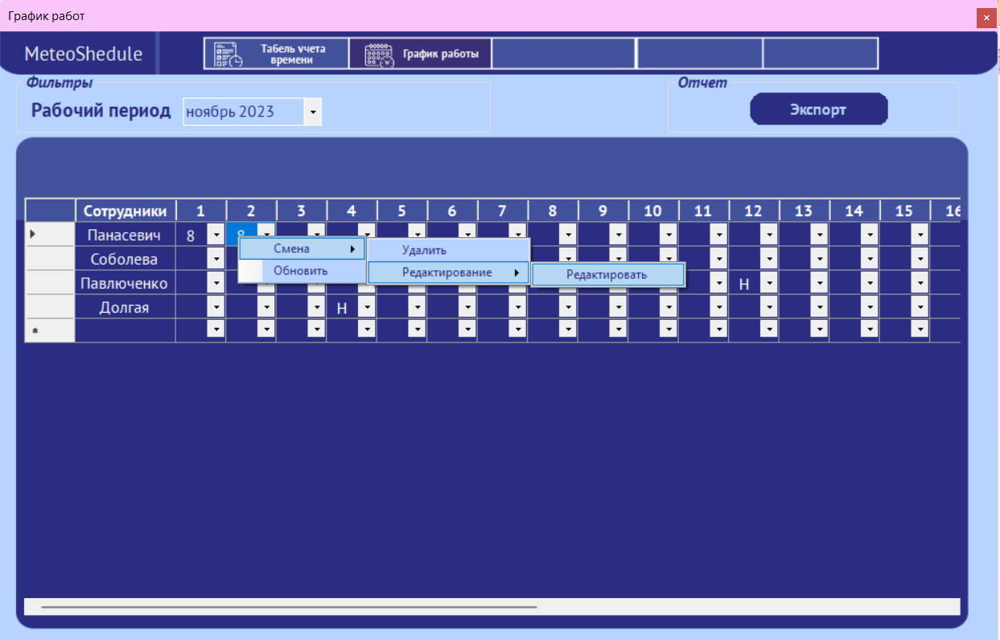 График работ
MeteoShedule
Табель учета
времени
График работы
Фильтры
Рабочий период ноябрь 2023
Отчет
Экспорт
Сотрудники 1 2 3 4 5 6 7 8 9 10 11 12 13 14 15 16
Панасевич 8 8
Смена Удалить
Соболева
Обновить Редактирование Редактировать
Павлюченко Н
Долгая Н